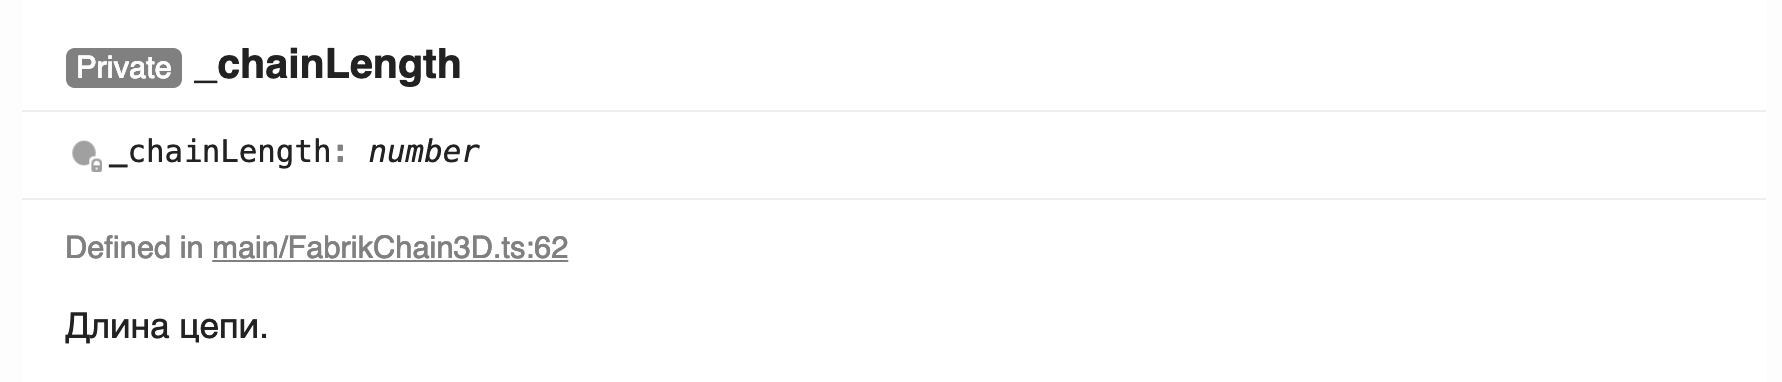 Private _chainLength
_chainLength: number
Defined in main/FabrikChain3D.ts:62
Длина цепи.